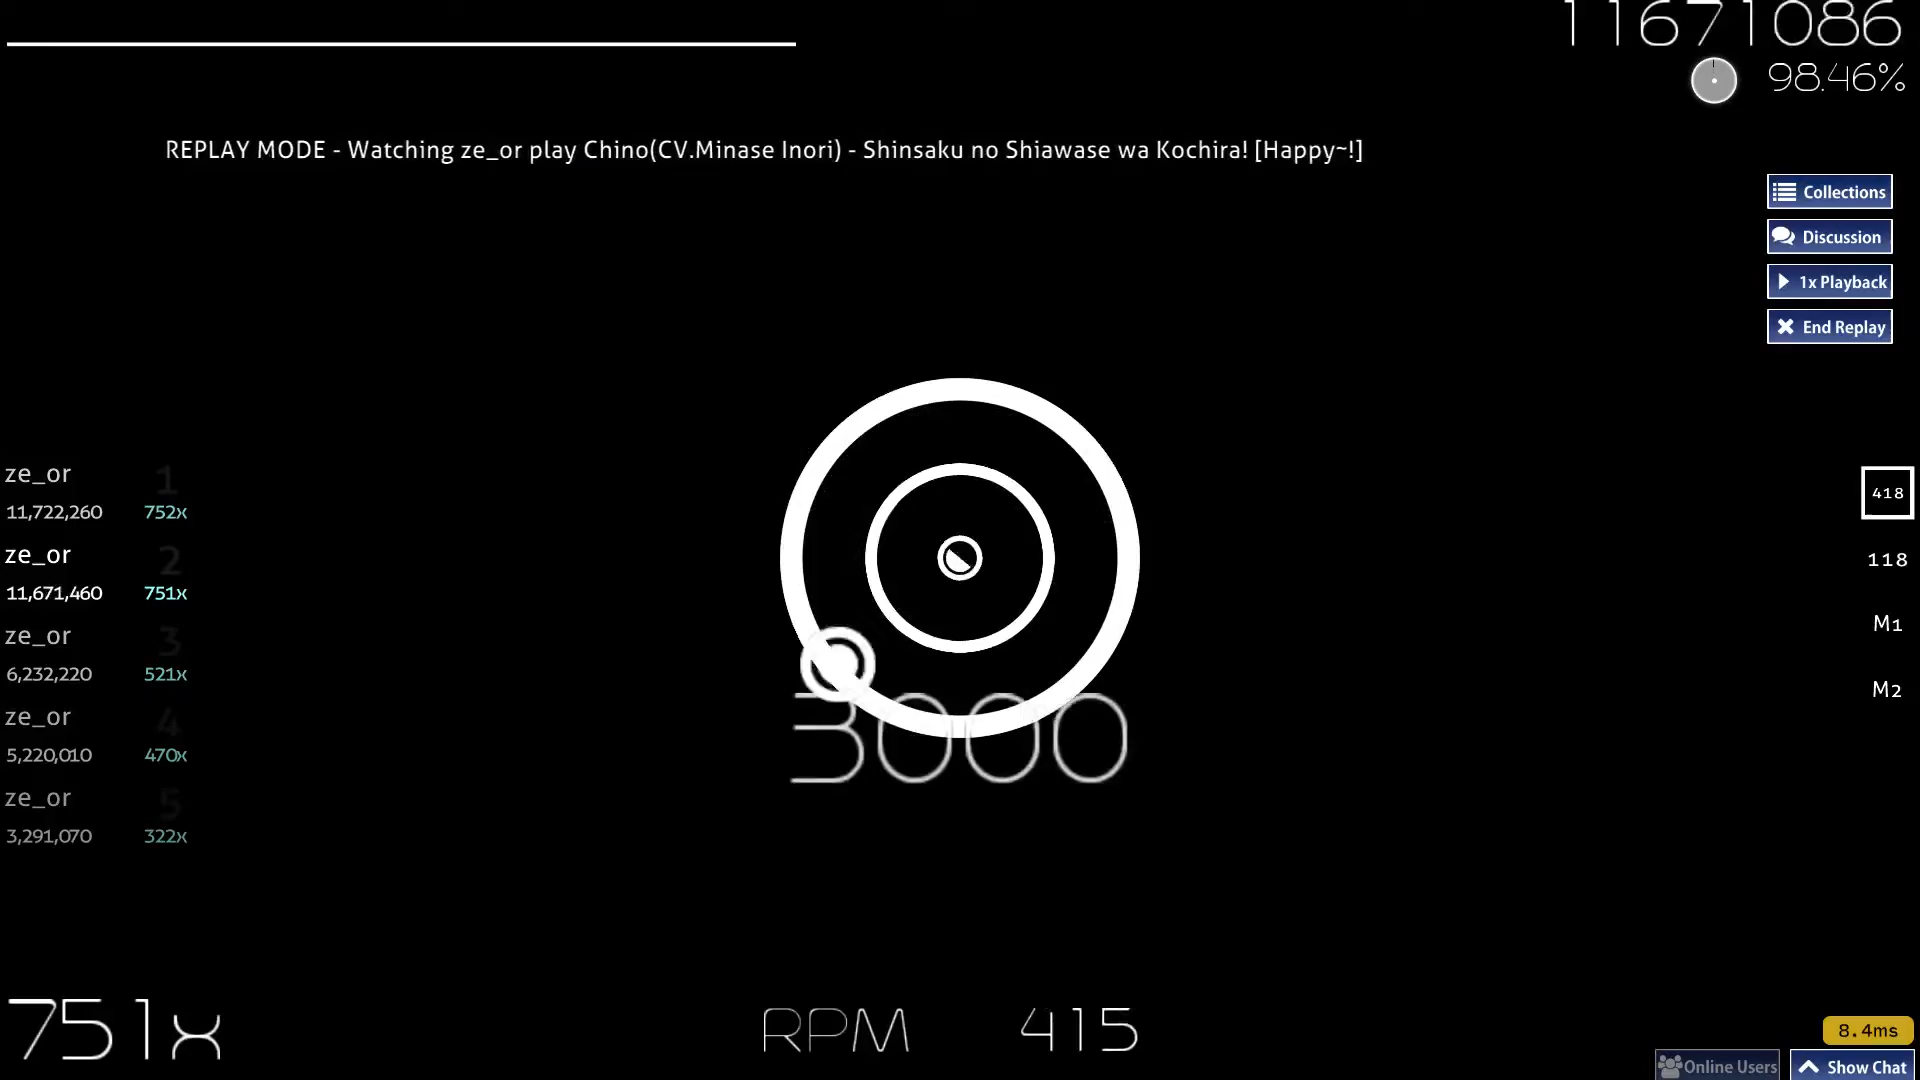 11671086
98.46%
REPLAY MODE - Watching ze_or play Chino(CV.Minase Inori) - Shinsaku no Shiawase wa Kochira! [Happy~!]
Collections
Discussion
1x Playback
End Replay
ze_or 1
11,722,260 752x
ze_or 2
11,671,460 751x
ze_or 3
6,232,220 521x
ze_or 4
5,220,010 470x
ze_or 5
3,291,070 322x
418
118
M1
M2
3000
751x
RPM 415
8.4ms
Online Users
Show Chat